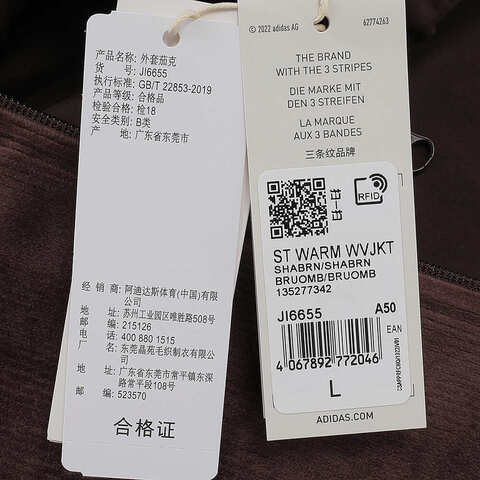 产品名称: 外套茄克
货 号: JI6655
执行标准: GB/T 22853-2019
产品等级: 合格品
检验合格: 检18
安全类别: B类
产 地: 广东省东莞市
经 销 商: 阿迪达斯体育(中国)有限
公司
地 址: 苏州工业园区唯胜路508号
邮 编: 215126
电 话: 400 880 1515
厂 名: 东莞晶苑毛织制衣有限
公司
地 址: 广东省东莞市常平镇东深
路常平段108号
邮 编: 523570
合格证
© 2022 adidas AG
62774263
THE BRAND
WITH THE 3 STRIPES
DIE MARKE MIT
DEN 3 STREIFEN
LA MARQUE
AUX 3 BANDES
三条纹品牌
RFID
ST WARM WVJKT
SHABRN/SHABRN
BRUOMB/BRUOMB
135277342
JI6655
A50
EAN
4 067892 772046
L
ADIDAS.COM